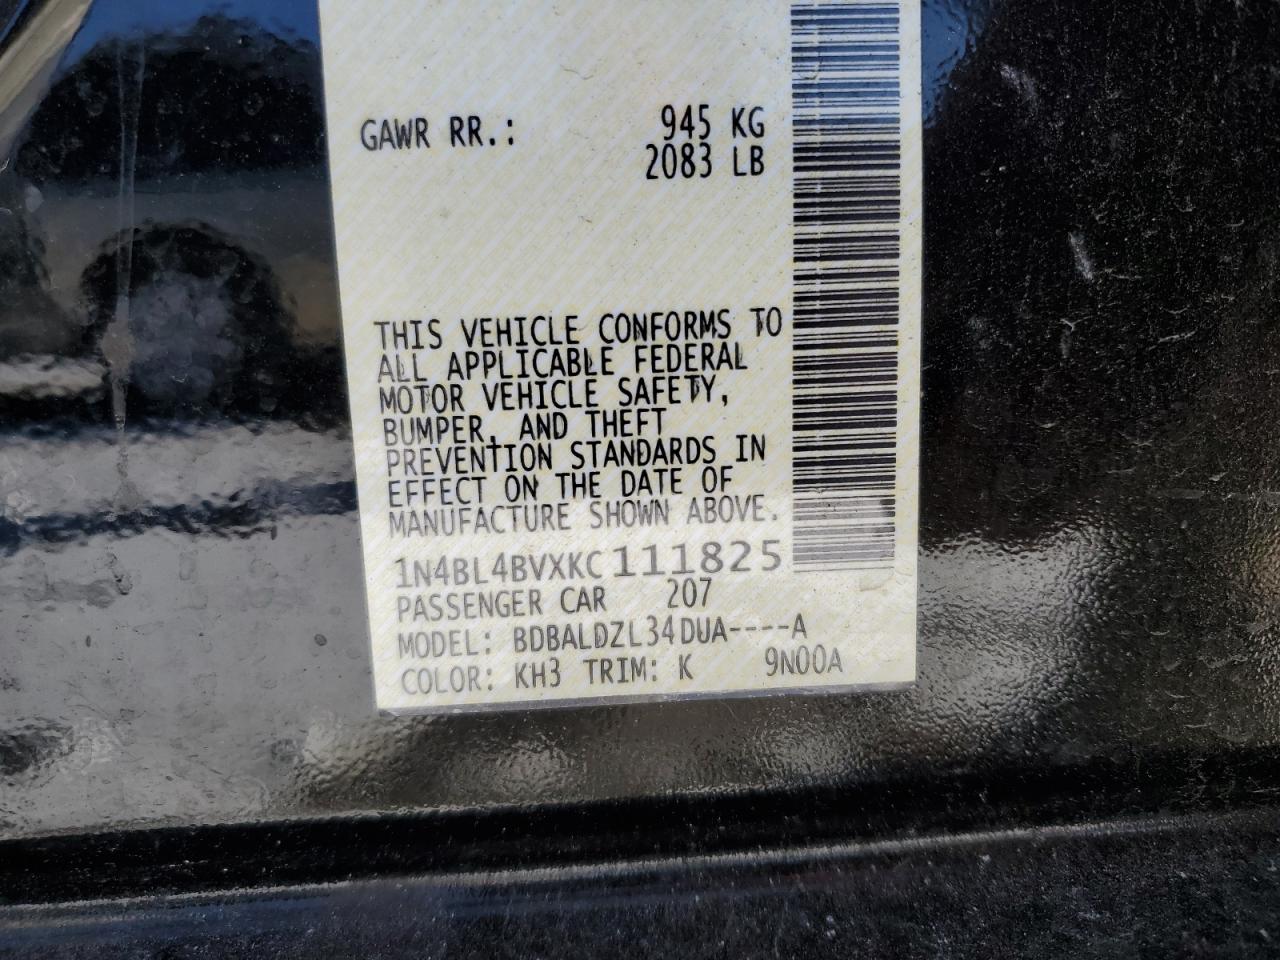 GAWR RR.: 945 KG
2083 LB
THIS VEHICLE CONFORMS TO
ALL APPLICABLE FEDERAL
MOTOR VEHICLE SAFETY,
BUMPER, AND THEFT
PREVENTION STANDARDS IN
EFFECT ON THE DATE OF
MANUFACTURE SHOWN ABOVE.
1N4BL4BVXKC111825
PASSENGER CAR 207
MODEL: BDBALDZL34DUA----A
COLOR: KH3 TRIM: K 9N00A